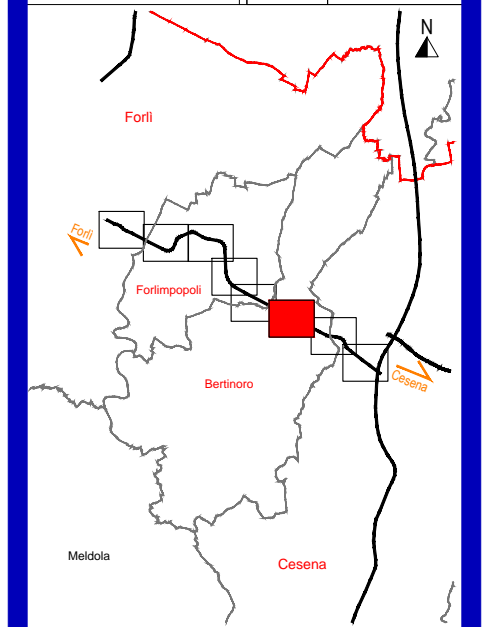 N
Forlì
Forlì
Forlimpopoli
Bertinoro
Cesena
Meldola
Cesena